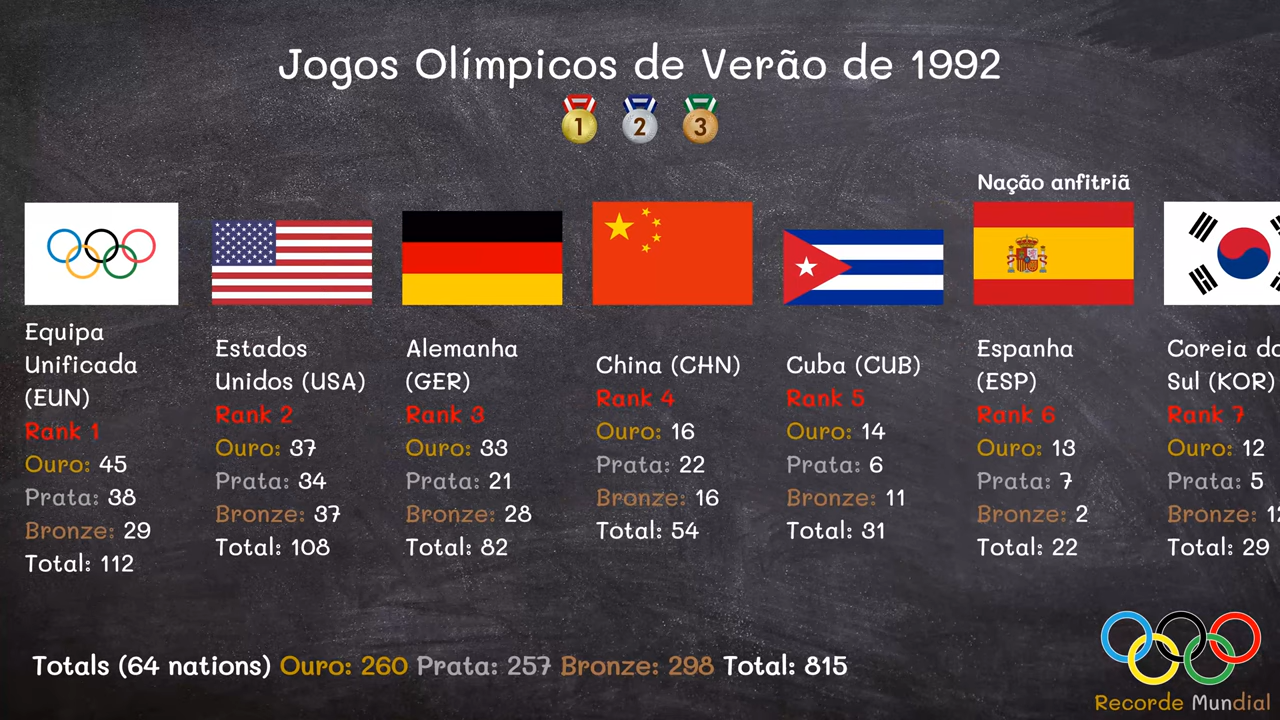 Jogos Olímpicos de Verão de 1992
1 2 3
Nação anfitriã
Equipa
Unificada
(EUN)
Rank 1
Ouro: 45
Prata: 38
Bronze: 29
Total: 112
Estados
Unidos (USA)
Rank 2
Ouro: 37
Prata: 34
Bronze: 37
Total: 108
Alemanha
(GER)
Rank 3
Ouro: 33
Prata: 21
Bronze: 28
Total: 82
China (CHN)
Rank 4
Ouro: 16
Prata: 22
Bronze: 16
Total: 54
Cuba (CUB)
Rank 5
Ouro: 14
Prata: 6
Bronze: 11
Total: 31
Espanha
(ESP)
Rank 6
Ouro: 13
Prata: 7
Bronze: 2
Total: 22
Coreia do
Sul (KOR)
Rank 7
Ouro: 12
Prata: 5
Bronze: 12
Total: 29
Totals (64 nations) Ouro: 260 Prata: 257 Bronze: 298 Total: 815
Recorde Mundial